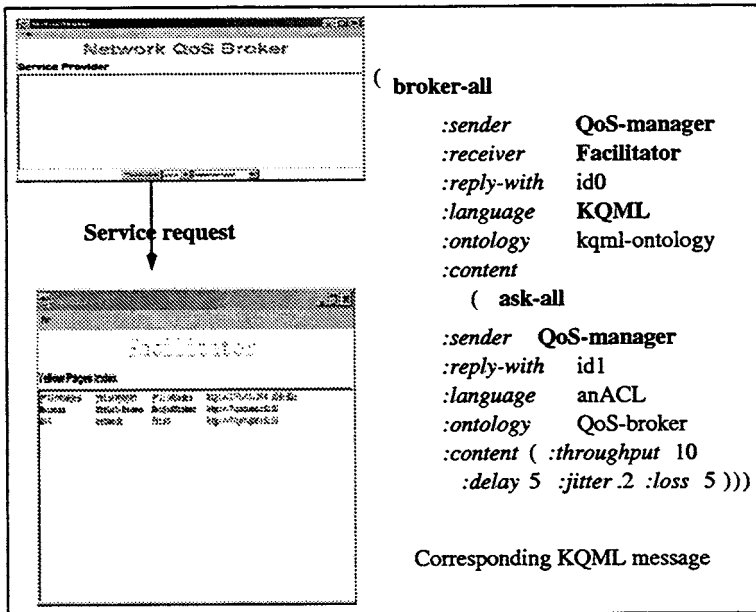 Network QoS Broker
Service Provider
Service request
Facilitator
Yellow Pages Index
( broker-all
:sender QoS-manager
:receiver Facilitator
:reply-with id0
:language KQML
:ontology kqml-ontology
:content
( ask-all
:sender QoS-manager
:reply-with id1
:language anACL
:ontology QoS-broker
:content ( :throughput 10
:delay 5 :jitter .2 :loss 5 )))
Corresponding KQML message